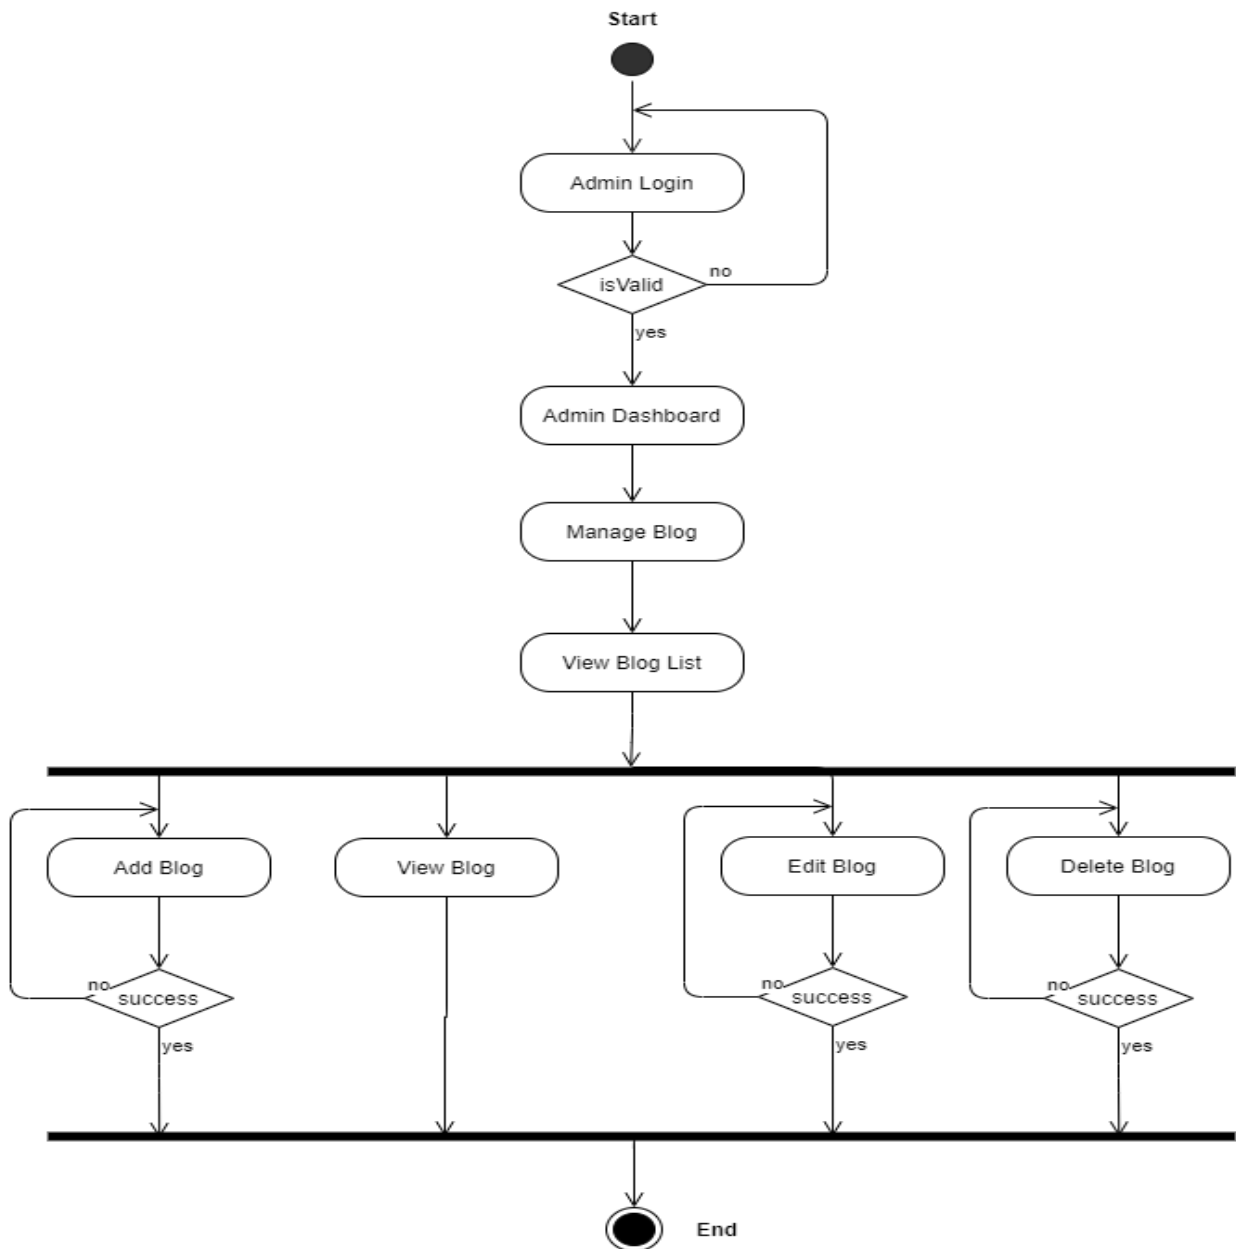 Start
Admin Login
isValid
no
yes
Admin Dashboard
Manage Blog
View Blog List
Add Blog
View Blog
Edit Blog
Delete Blog
no
success
no
success
no
success
yes
yes
yes
End